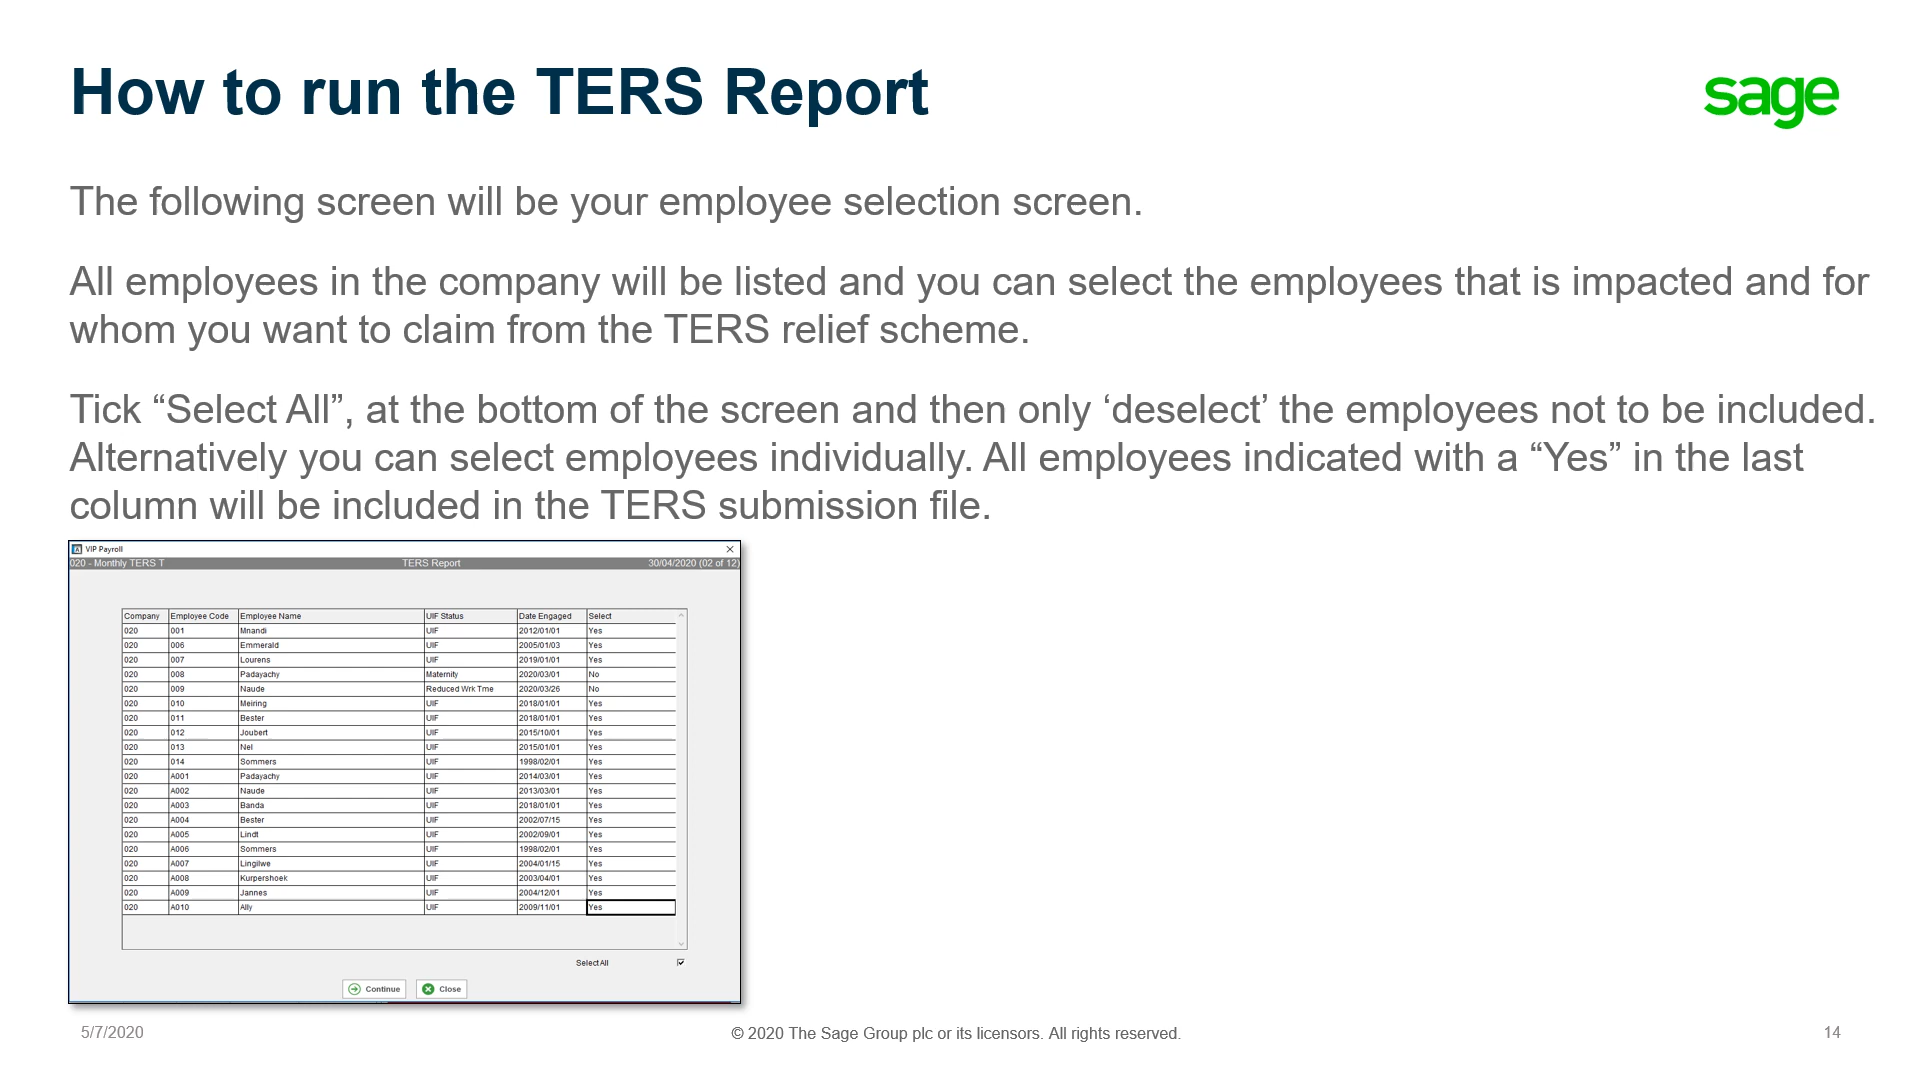 How to run the TERS Report
sage
The following screen will be your employee selection screen.
All employees in the company will be listed and you can select the employees that is impacted and for
whom you want to claim from the TERS relief scheme.
Tick “Select All”, at the bottom of the screen and then only ‘deselect’ the employees not to be included.
Alternatively you can select employees individually. All employees indicated with a “Yes” in the last
column will be included in the TERS submission file.
VIP Payroll
020 - Monthly TERS T TERS Report 30/04/2020 (02 of 12)
Company Employee Code Employee Name UIF Status Date Engaged Select
020 001 Mnandi UIF 2012/01/01 Yes
020 006 Emmerald UIF 2005/01/03 Yes
020 007 Lourens UIF 2019/01/01 Yes
020 008 Padayachy Maternity 2020/03/01 No
020 009 Naude Reduced Wrk Tme 2020/03/26 No
020 010 Meiring UIF 2018/01/01 Yes
020 011 Bester UIF 2018/01/01 Yes
020 012 Joubert UIF 2015/10/01 Yes
020 013 Nel UIF 2015/01/01 Yes
020 014 Sommers UIF 1998/02/01 Yes
020 A001 Padayachy UIF 2014/03/01 Yes
020 A002 Naude UIF 2013/03/01 Yes
020 A003 Banda UIF 2018/01/01 Yes
020 A004 Bester UIF 2002/07/15 Yes
020 A005 Lindt UIF 2002/09/01 Yes
020 A006 Sommers UIF 1998/02/01 Yes
020 A007 Lingilwe UIF 2004/01/15 Yes
020 A008 Kurpershoek UIF 2003/04/01 Yes
020 A009 Jannes UIF 2004/12/01 Yes
020 A010 Ally UIF 2009/11/01 Yes
Select All
Continue Close
5/7/2020 © 2020 The Sage Group plc or its licensors. All rights reserved. 14